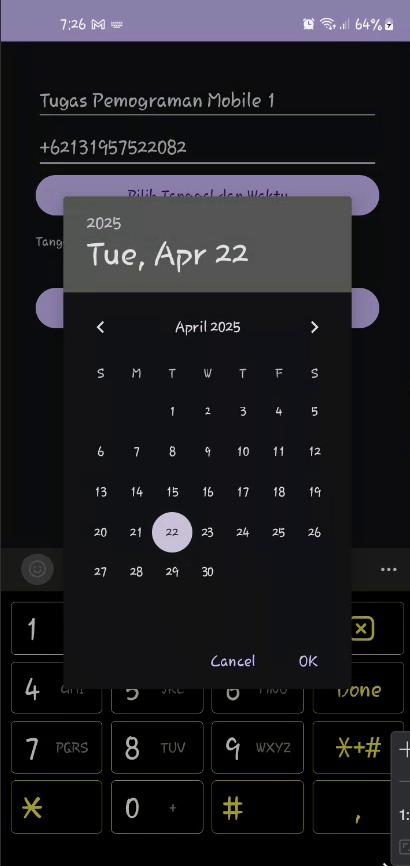 7:26 64%
Tugas Pemograman Mobile 1
+62131957522082
Pilih Tanggal dan Waktu
2025
Tue, Apr 22
April 2025
S M T W T F S
1 2 3 4 5
6 7 8 9 10 11 12
13 14 15 16 17 18 19
20 21 22 23 24 25 26
27 28 29 30
Cancel OK
1
4 GHI 5 JKL 6 MNO Done
7 PQRS 8 TUV 9 WXYZ *+#
* 0 + # ,
1: